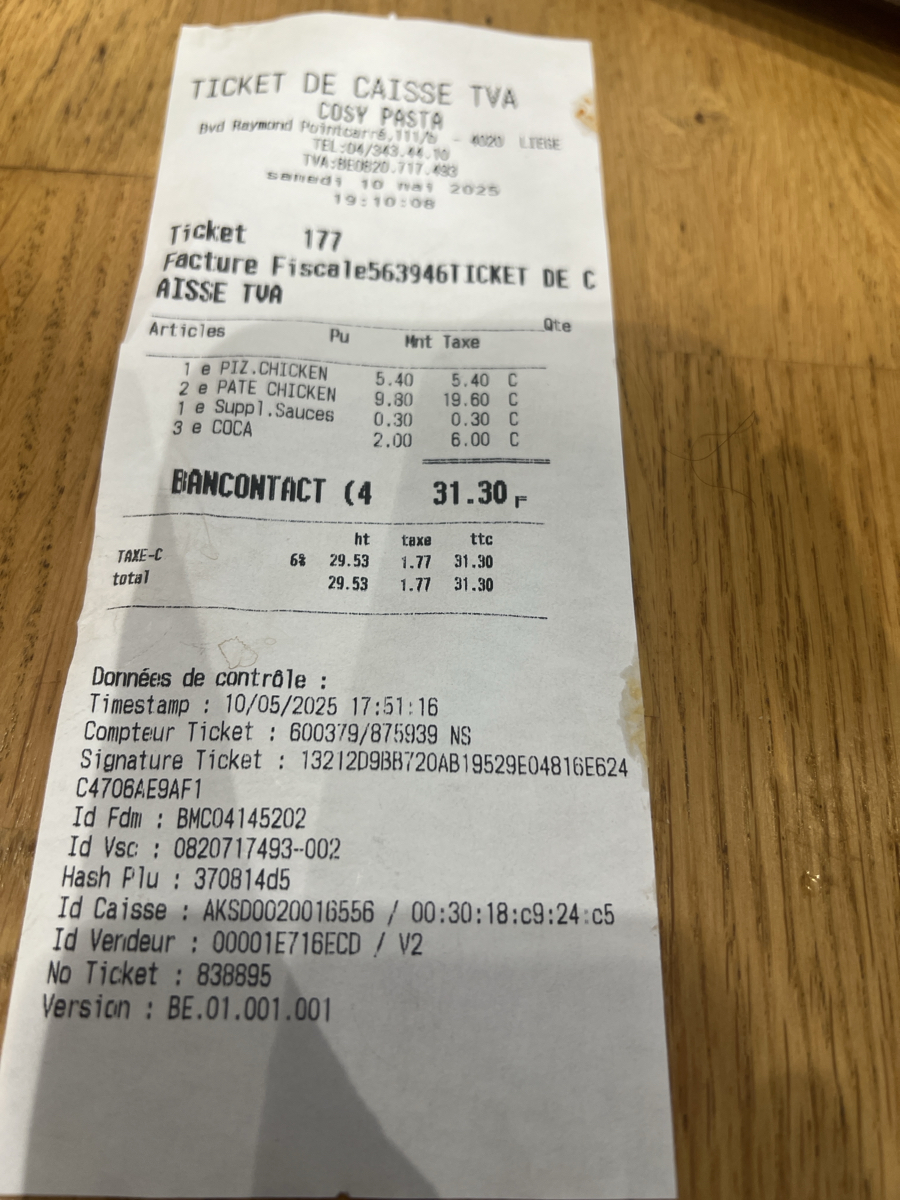 TICKET DE CAISSE TVA
COSY PASTA
Bvd Raymond Pointcarré,111/b - 4020 LIEGE
TEL:04/343.44.10
TVA:BE0820.717.493
samedi 10 mai 2025
19:10:08
Ticket 177
Facture Fiscale563946TICKET DE C
AISSE TVA
Articles Pu Mnt Taxe Qte
1 e PIZ.CHICKEN 5.40 5.40 C
2 e PATE CHICKEN 9.80 19.60 C
1 e Suppl.Sauces 0.30 0.30 C
3 e COCA 2.00 6.00 C
BANCONTACT (4 31.30 F
ht taxe ttc
TAXE-C 6% 29.53 1.77 31.30
total 29.53 1.77 31.30
Données de contrôle :
Timestamp : 10/05/2025 17:51:16
Compteur Ticket : 600379/875939 NS
Signature Ticket : 13212D9BB720AB19529E04816E624
C4706AE9AF1
Id Fdm : BMC04145202
Id Vsc : 0820717493-002
Hash Plu : 370814d5
Id Caisse : AKSD0020016556 / 00:30:18:c9:24:c5
Id Vendeur : 00001E716ECD / V2
No Ticket : 838895
Version : BE.01.001.001